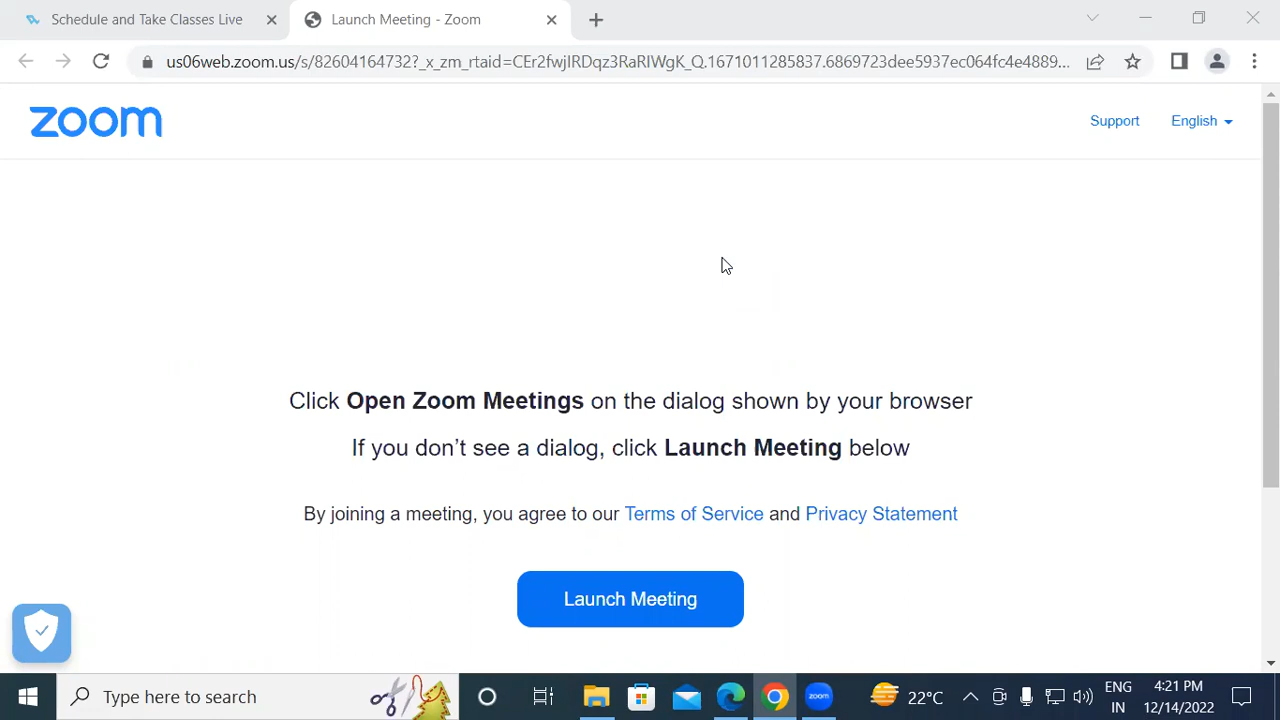 Schedule and Take Classes Live
Launch Meeting - Zoom
us06web.zoom.us/s/82604164732?_x_zm_rtaid=CEr2fwjIRDqz3RaRIWgK_Q.1671011285837.6869723dee5937ec064fc4e4889...
zoom
Support
English
Click Open Zoom Meetings on the dialog shown by your browser
If you don’t see a dialog, click Launch Meeting below
By joining a meeting, you agree to our Terms of Service and Privacy Statement
Launch Meeting
Type here to search
zoom
22°C
ENG
IN
4:21 PM
12/14/2022